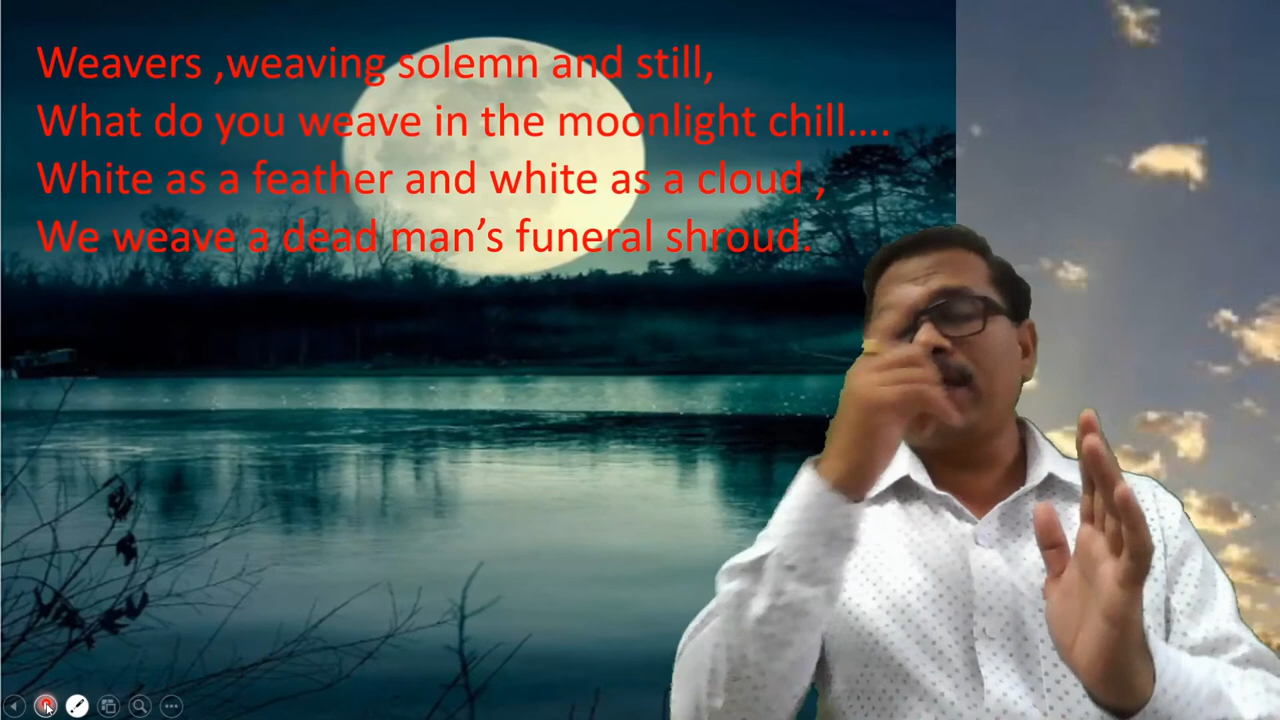 Weavers ,weaving solemn and still,
What do you weave in the moonlight chill....
White as a feather and white as a cloud ,
We weave a dead man’s funeral shroud.